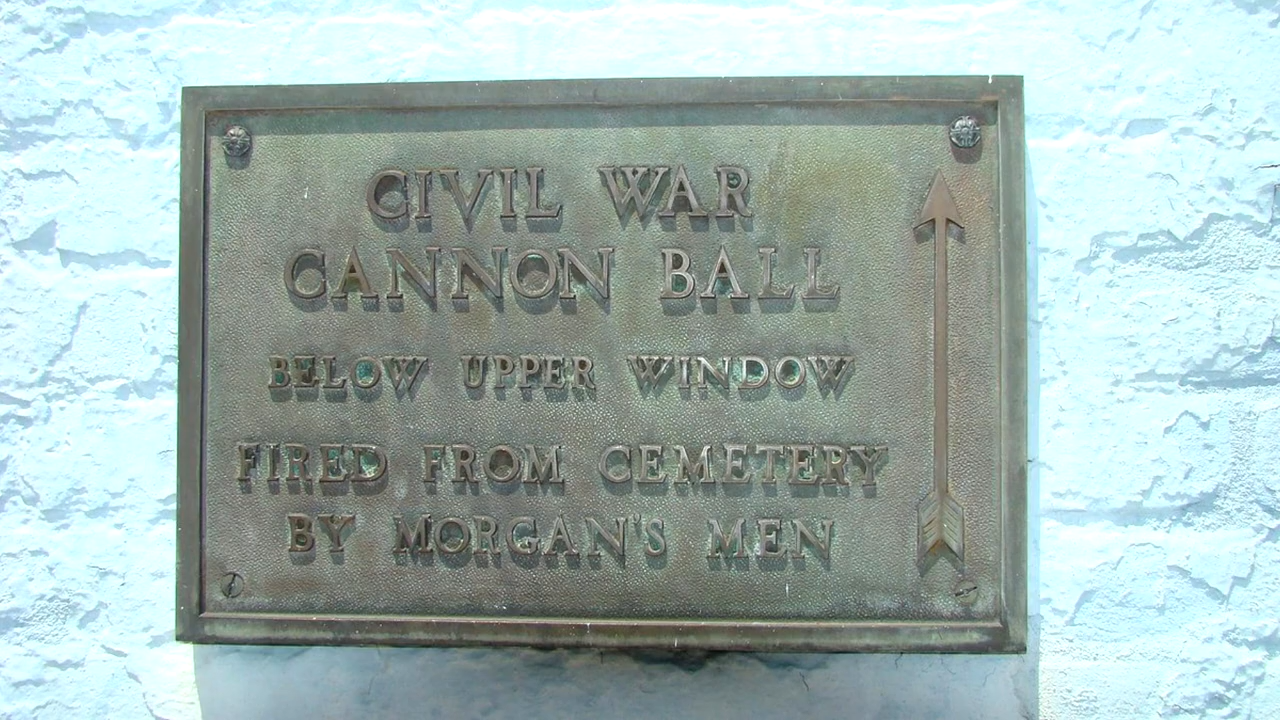 CIVIL WAR
CANNON BALL
BELOW UPPER WINDOW
FIRED FROM CEMETERY
BY MORGAN'S MEN